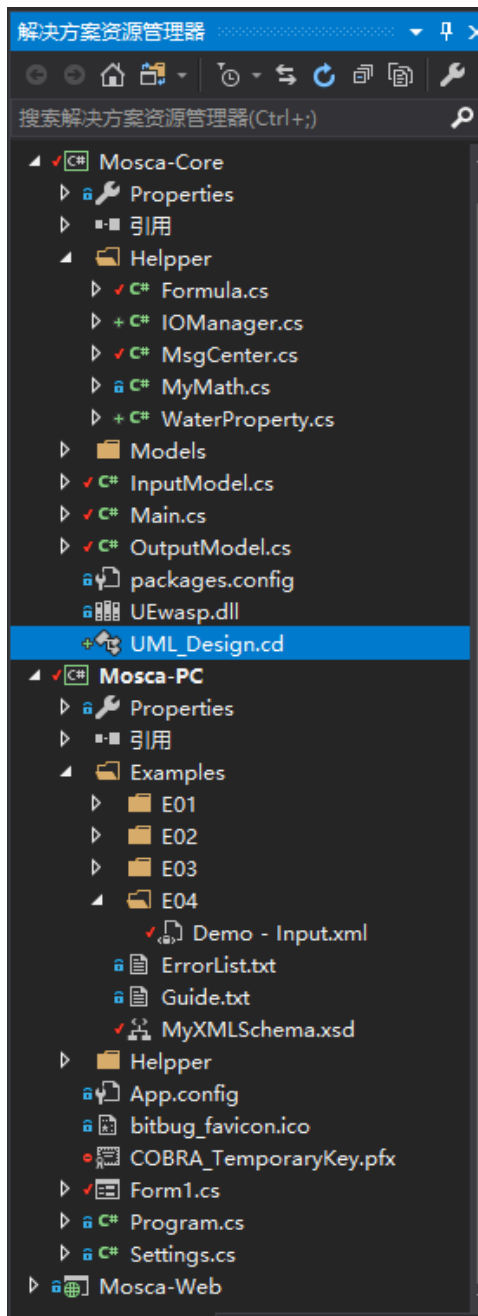 解决方案资源管理器
搜索解决方案资源管理器(Ctrl+;)
C# Mosca-Core
Properties
引用
Helpper
C# Formula.cs
C# IOManager.cs
C# MsgCenter.cs
C# MyMath.cs
C# WaterProperty.cs
Models
C# InputModel.cs
C# Main.cs
C# OutputModel.cs
packages.config
UEwasp.dll
UML_Design.cd
C# Mosca-PC
Properties
引用
Examples
E01
E02
E03
E04
Demo - Input.xml
ErrorList.txt
Guide.txt
MyXMLSchema.xsd
Helpper
App.config
bitbug_favicon.ico
COBRA_TemporaryKey.pfx
Form1.cs
C# Program.cs
C# Settings.cs
Mosca-Web